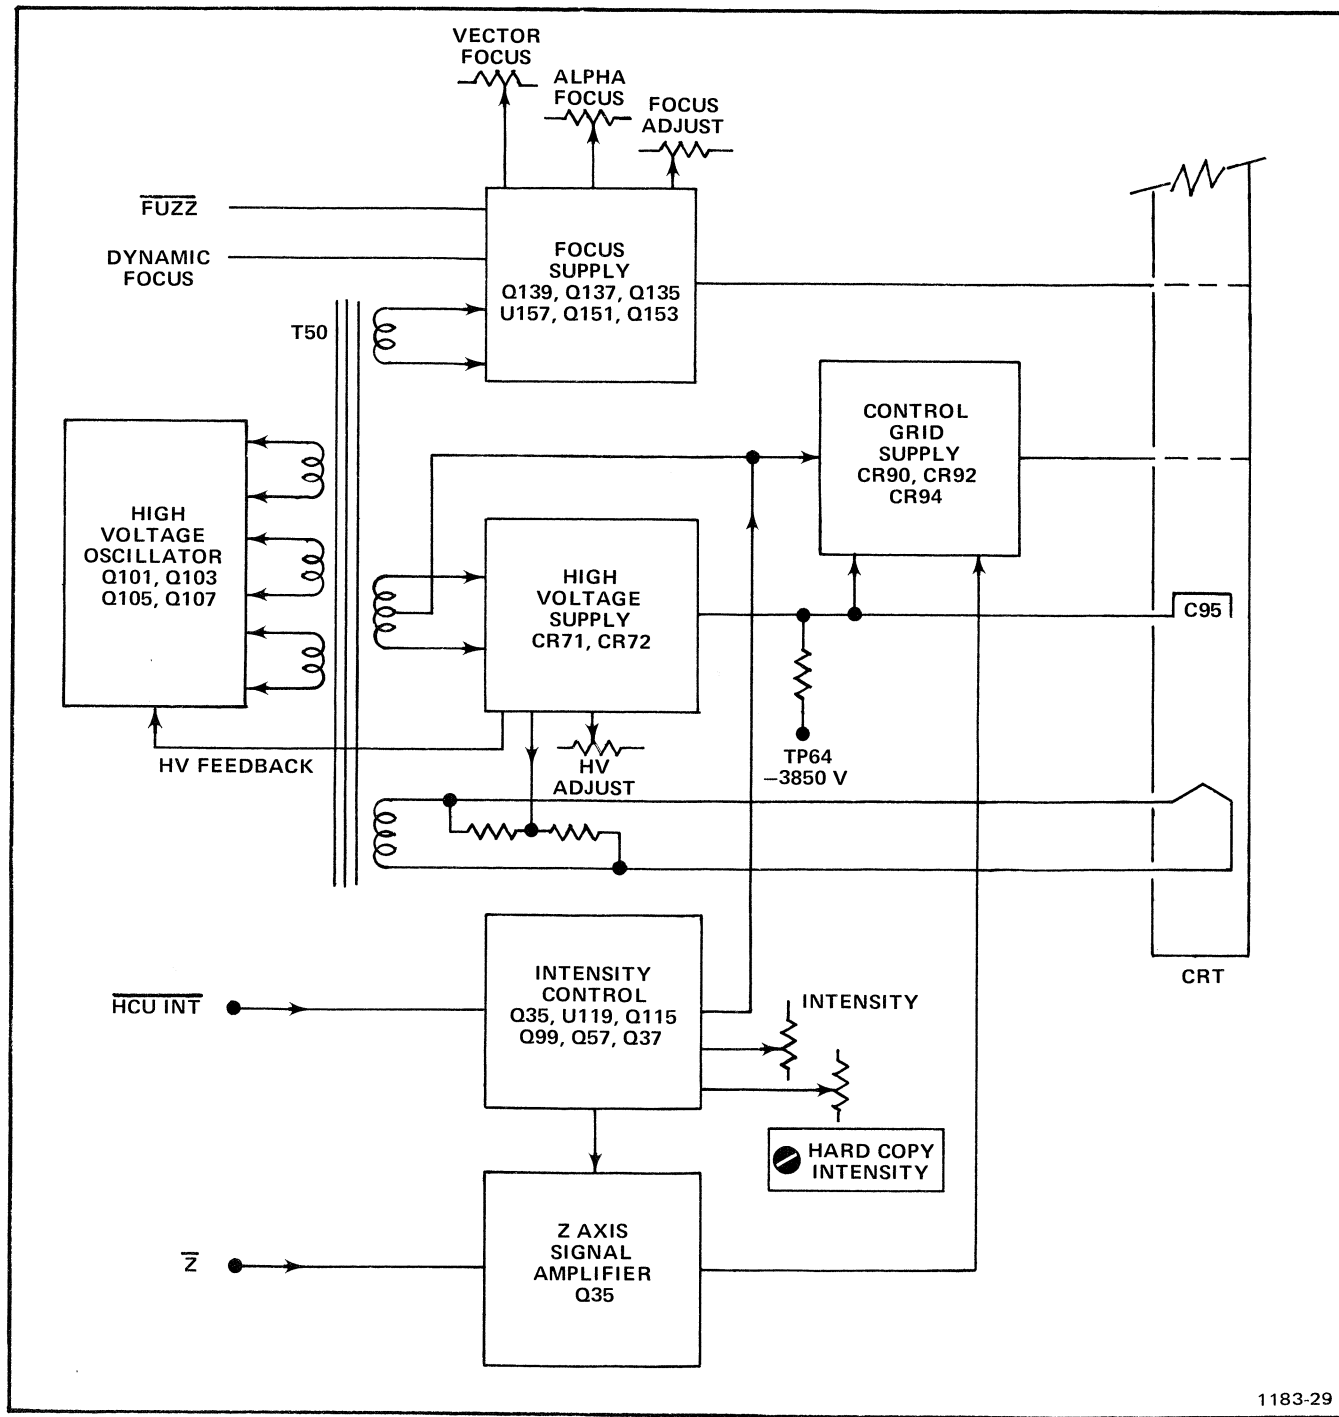 VECTOR
FOCUS
ALPHA
FOCUS
FOCUS
ADJUST
FUZZ
DYNAMIC
FOCUS
FOCUS
SUPPLY
Q139, Q137, Q135
U157, Q151, Q153
T50
CONTROL
GRID
SUPPLY
CR90, CR92
CR94
HIGH
VOLTAGE
OSCILLATOR
Q101, Q103
Q105, Q107
HIGH
VOLTAGE
SUPPLY
CR71, CR72
C95
TP64
−3850 V
HV FEEDBACK
HV
ADJUST
CRT
HCU INT
INTENSITY
CONTROL
Q35, U119, Q115
Q99, Q57, Q37
INTENSITY
HARD COPY
INTENSITY
Z
Z AXIS
SIGNAL
AMPLIFIER
Q35
1183-29